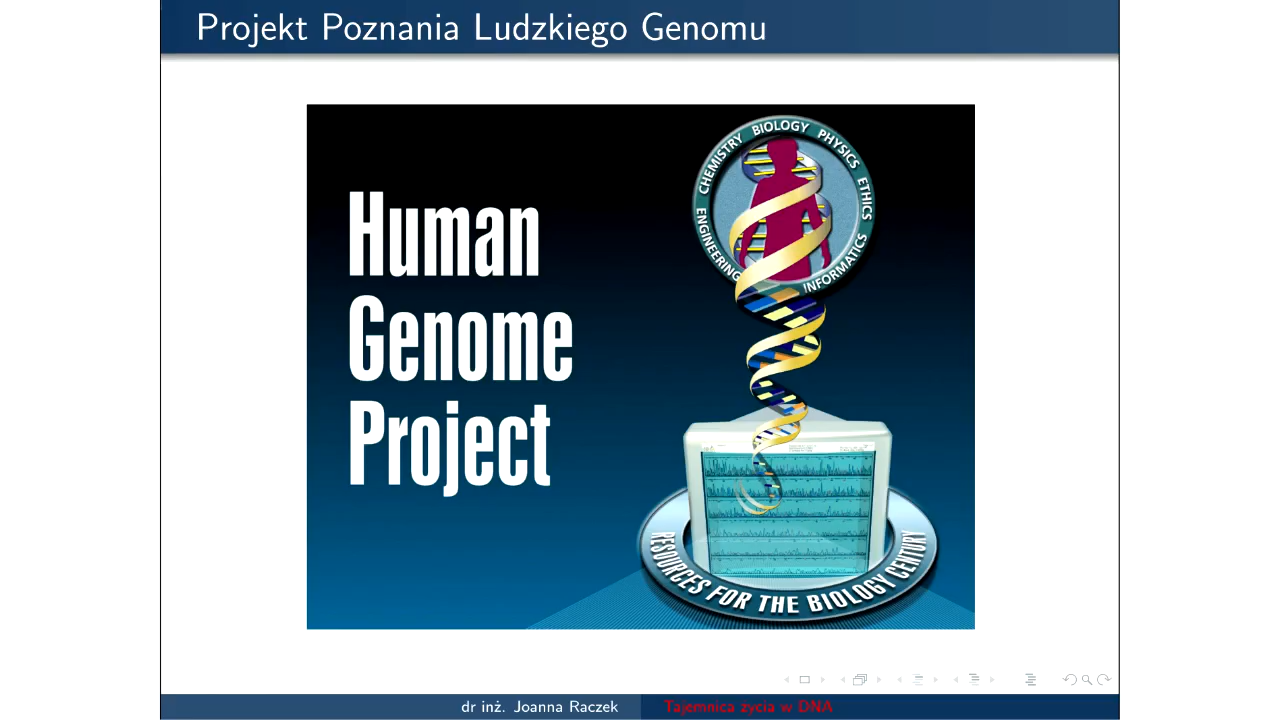 Projekt Poznania Ludzkiego Genomu
Human
Genome
Project
ENGINEERING CHEMISTRY BIOLOGY PHYSICS ETHICS INFORMATICS
RESOURCES FOR THE BIOLOGY CENTURY
dr inż. Joanna Raczek
Tajemnica życia w DNA